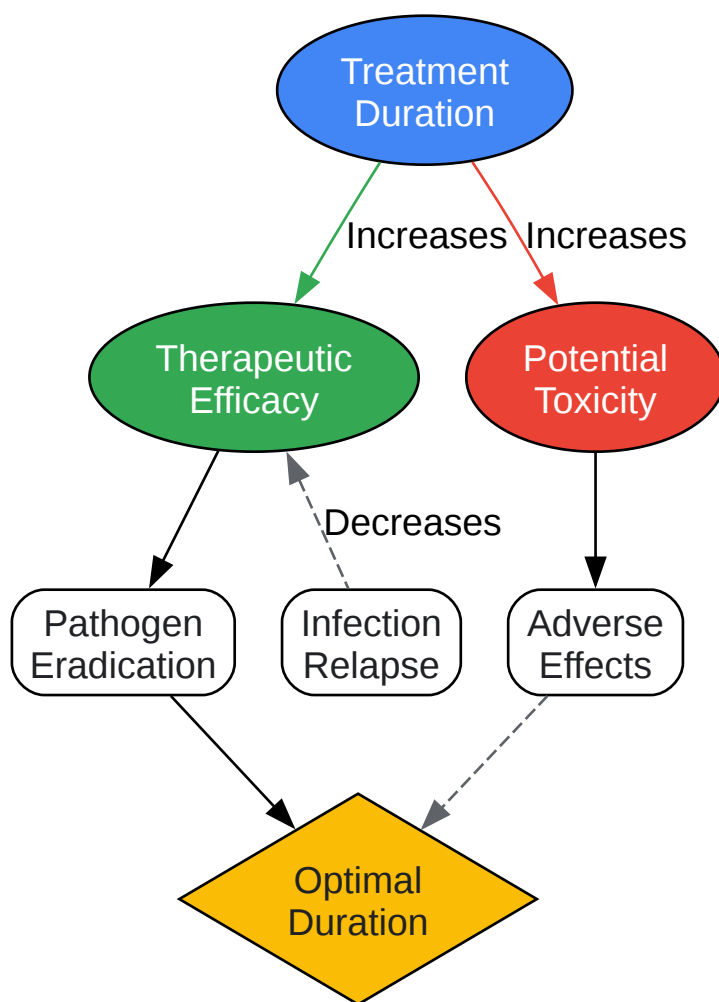 Treatment
Duration
Increases
Increases
Therapeutic
Efficacy
Potential
Toxicity
Decreases
Pathogen
Eradication
Infection
Relapse
Adverse
Effects
Optimal
Duration